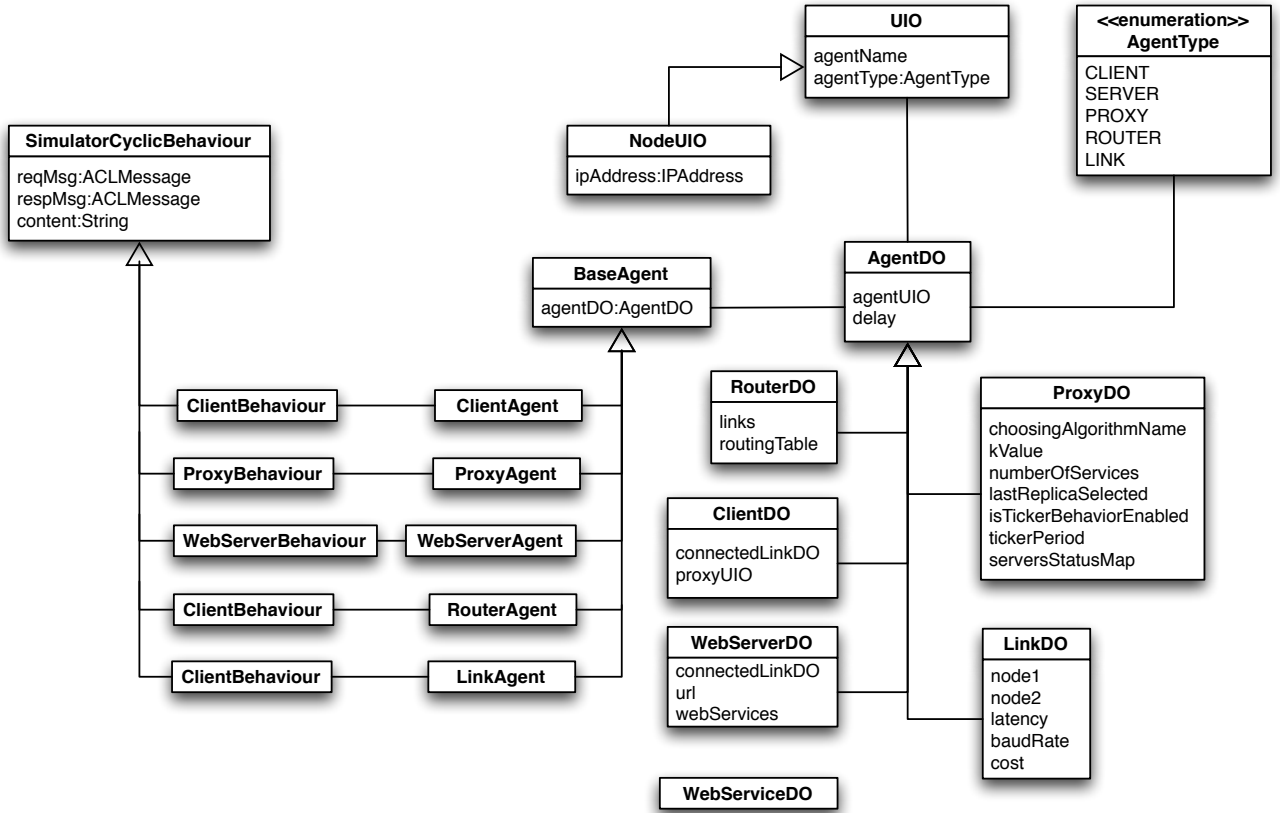 UIO
agentName
agentType:AgentType
<<enumeration>>
AgentType
CLIENT
SERVER
PROXY
ROUTER
LINK
NodeUIO
ipAddress:IPAddress
SimulatorCyclicBehaviour
reqMsg:ACLMessage
respMsg:ACLMessage
content:String
BaseAgent
agentDO:AgentDO
AgentDO
agentUIO
delay
ClientBehaviour
ClientAgent
ProxyBehaviour
ProxyAgent
WebServerBehaviour
WebServerAgent
ClientBehaviour
RouterAgent
ClientBehaviour
LinkAgent
RouterDO
links
routingTable
ProxyDO
choosingAlgorithmName
kValue
numberOfServices
lastReplicaSelected
isTickerBehaviorEnabled
tickerPeriod
serversStatusMap
ClientDO
connectedLinkDO
proxyUIO
WebServerDO
connectedLinkDO
url
webServices
LinkDO
node1
node2
latency
baudRate
cost
WebServiceDO